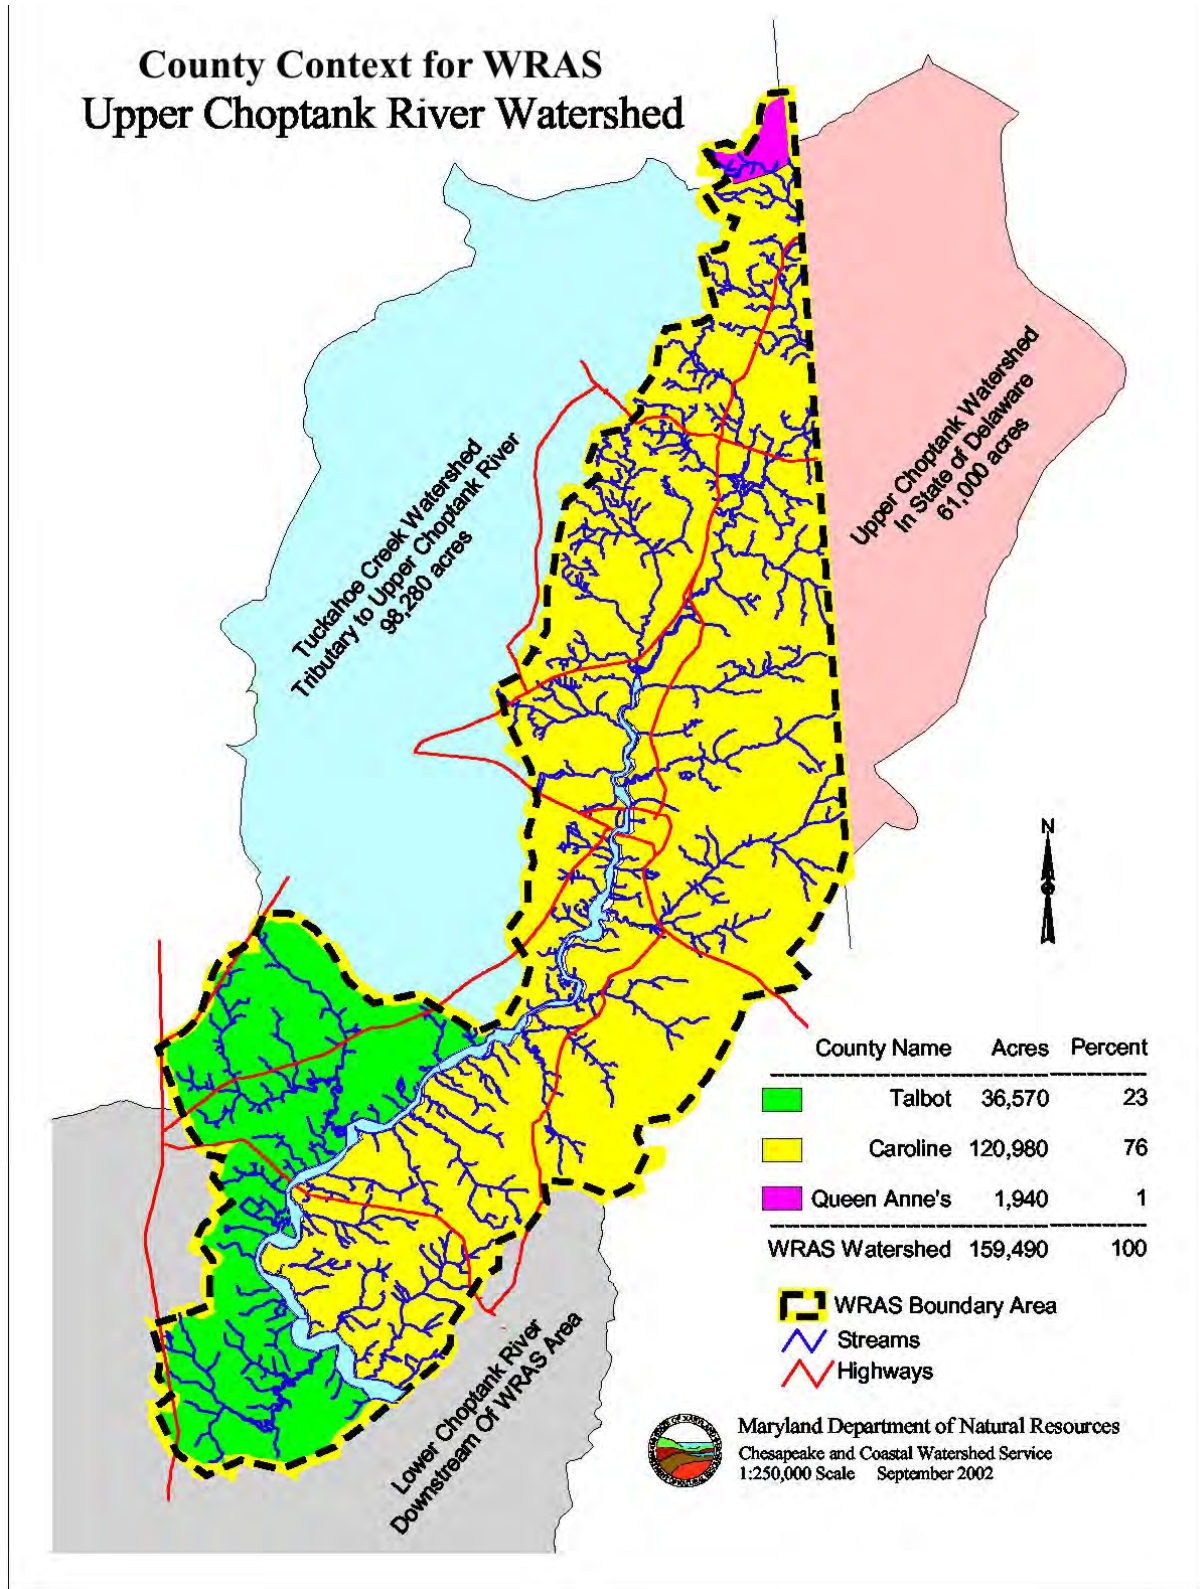 County Context for WRAS
Upper Choptank River Watershed
Tuckahoe Creek Watershed
Tributary to Upper Choptank River
98,280 acres
Upper Choptank Watershed
In State of Delaware
61,000 acres
N
County Name Acres Percent
Talbot 36,570 23
Caroline 120,980 76
Queen Anne's 1,940 1
WRAS Watershed 159,490 100
WRAS Boundary Area
Streams
Highways
Lower Choptank River
Downstream Of WRAS Area
Maryland Department of Natural Resources
Chesapeake and Coastal Watershed Service
1:250,000 Scale September 2002